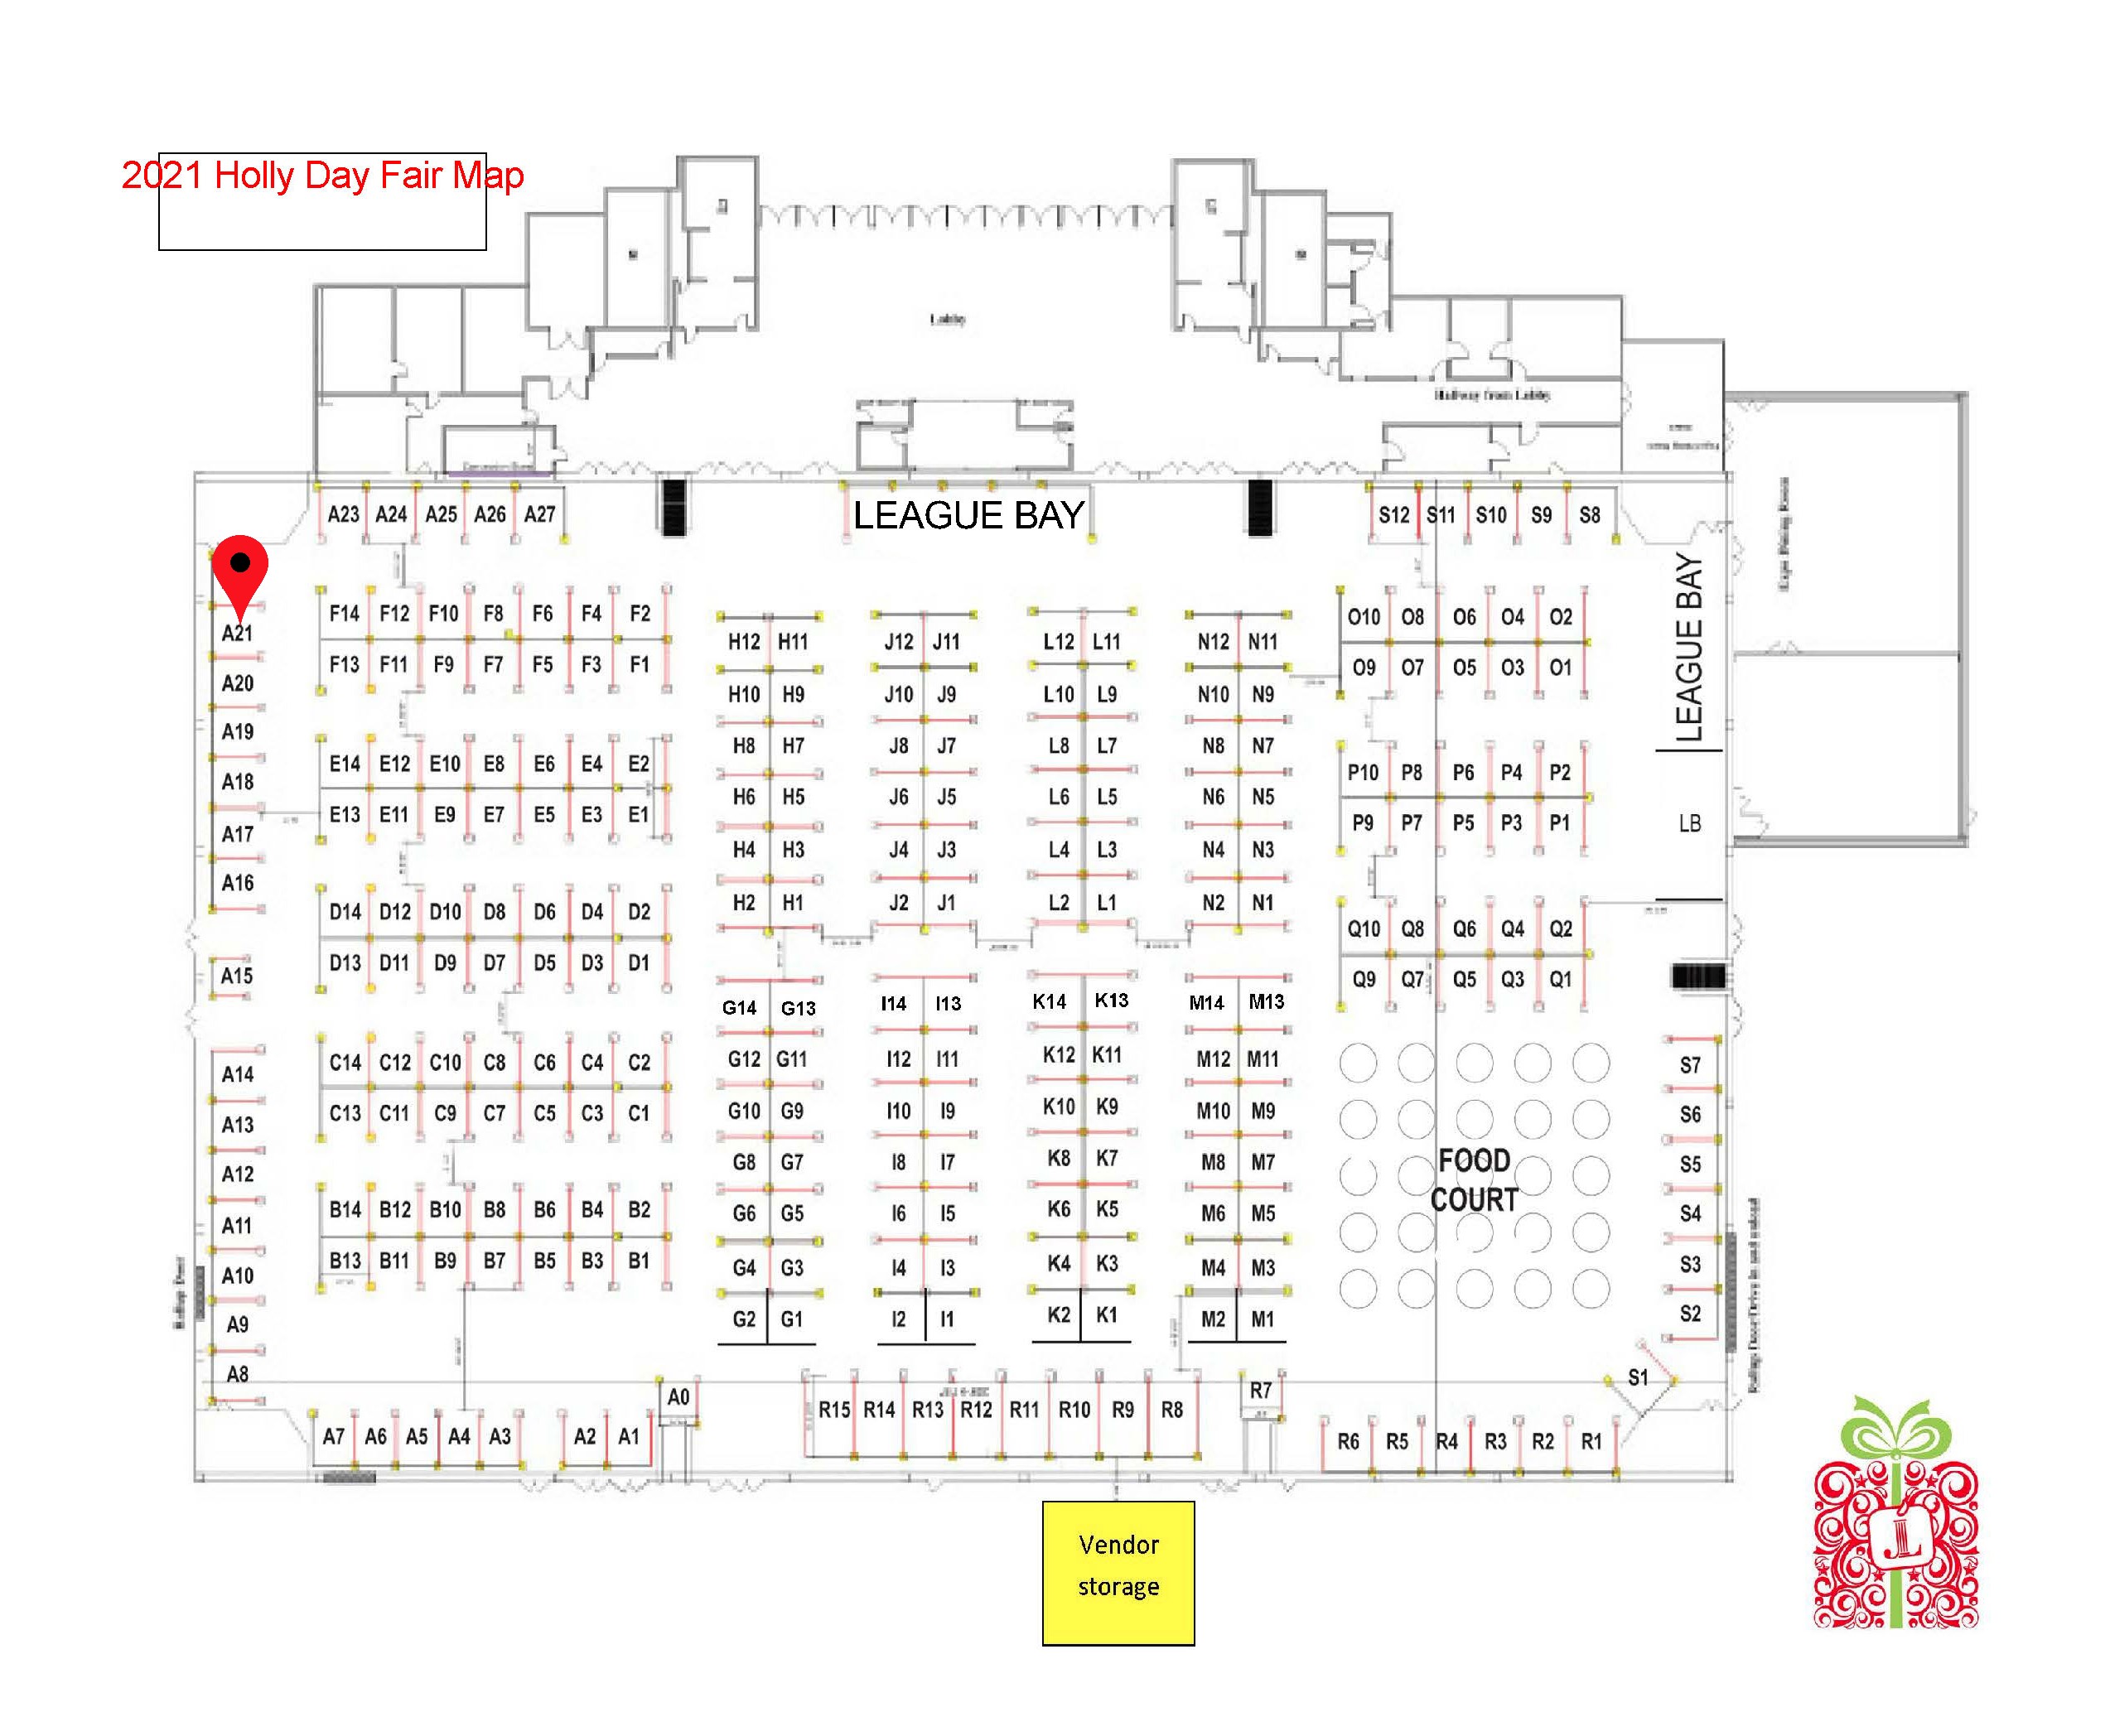 2021 Holly Day Fair Map
Lobby
Hallway from Lobby
A23 A24 A25 A26 A27
LEAGUE BAY
S12 S11 S10 S9 S8
LEAGUE BAY
LB
A21
A20
A19
A18
A17
A16
A15
A14
A13
A12
A11
A10
A9
A8
F14 F12 F10 F8 F6 F4 F2
F13 F11 F9 F7 F5 F3 F1
E14 E12 E10 E8 E6 E4 E2
E13 E11 E9 E7 E5 E3 E1
D14 D12 D10 D8 D6 D4 D2
D13 D11 D9 D7 D5 D3 D1
C14 C12 C10 C8 C6 C4 C2
C13 C11 C9 C7 C5 C3 C1
B14 B12 B10 B8 B6 B4 B2
B13 B11 B9 B7 B5 B3 B1
H12 H11
H10 H9
H8 H7
H6 H5
H4 H3
H2 H1
G14 G13
G12 G11
G10 G9
G8 G7
G6 G5
G4 G3
G2 G1
J12 J11
J10 J9
J8 J7
J6 J5
J4 J3
J2 J1
I14 I13
I12 I11
I10 I9
I8 I7
I6 I5
I4 I3
I2 I1
L12 L11
L10 L9
L8 L7
L6 L5
L4 L3
L2 L1
K14 K13
K12 K11
K10 K9
K8 K7
K6 K5
K4 K3
K2 K1
N12 N11
N10 N9
N8 N7
N6 N5
N4 N3
N2 N1
M14 M13
M12 M11
M10 M9
M8 M7
M6 M5
M4 M3
M2 M1
O10 O8 O6 O4 O2
O9 O7 O5 O3 O1
P10 P8 P6 P4 P2
P9 P7 P5 P3 P1
Q10 Q8 Q6 Q4 Q2
Q9 Q7 Q5 Q3 Q1
FOOD
COURT
S7
S6
S5
S4
S3
S2
S1
A7 A6 A5 A4 A3 A2 A1
A0
R15 R14 R13 R12 R11 R10 R9 R8
R7
R6 R5 R4 R3 R2 R1
Vendor
storage
JL